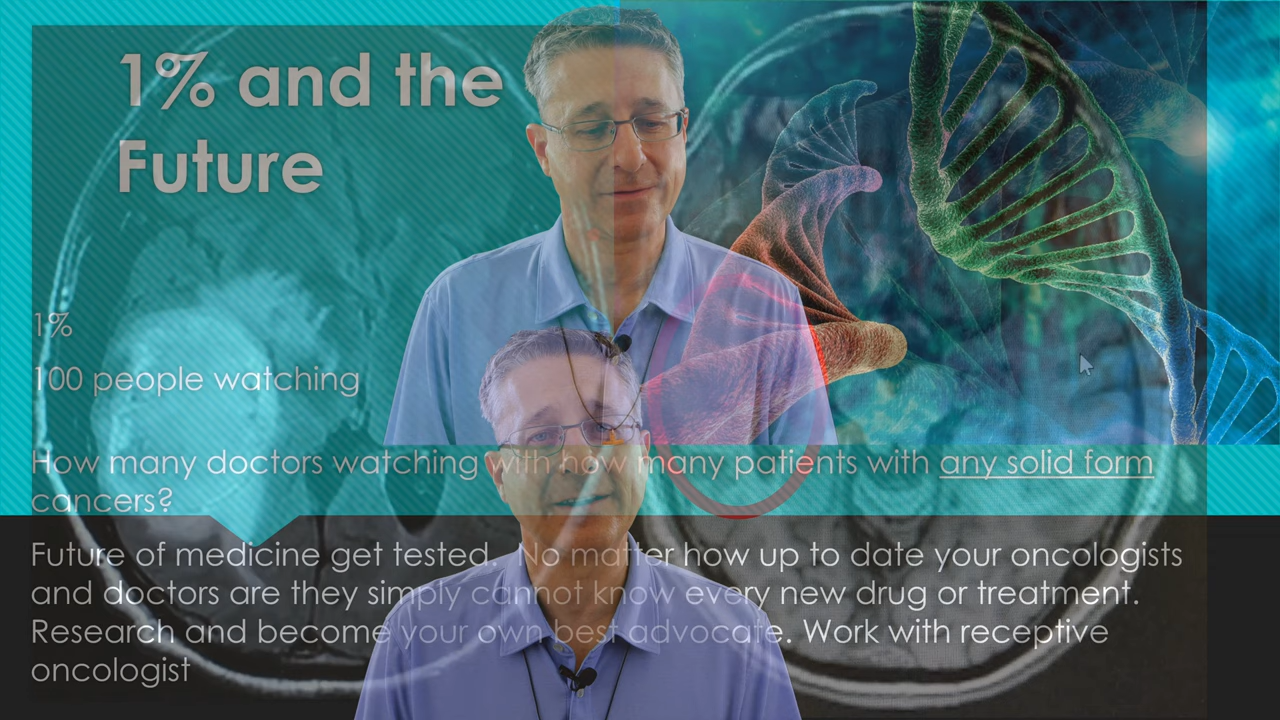 1% and the
Future
1%
100 people watching
How many doctors watching with how many patients with any solid form
cancers?
Future of medicine get tested. No matter how up to date your oncologists
and doctors are they simply cannot know every new drug or treatment.
Research and become your own best advocate. Work with receptive
oncologist